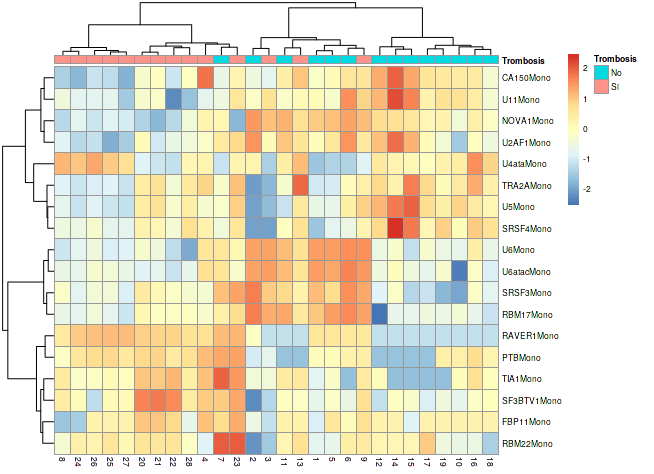 Trombosis
Trombosis
No
SI
2
1
0
-1
-2
CA150Mono
U11Mono
NOVA1Mono
U2AF1Mono
U4ataMono
TRA2AMono
U5Mono
SRSF4Mono
U6Mono
U6atacMono
SRSF3Mono
RBM17Mono
RAVER1Mono
PTBMono
TIA1Mono
SF3BTV1Mono
FBP11Mono
RBM22Mono
8 24 26 25 27 20 21 22 28 4 7 23 2 3 11 13 1 5 6 9 12 14 15 17 19 10 16 18